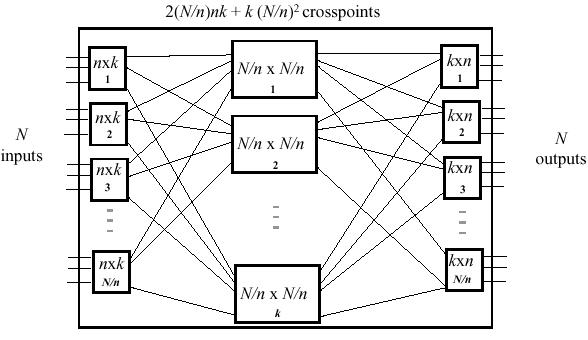 2(N/n)nk + k (N/n)² crosspoints
nxk
1
nxk
2
nxk
3
nxk
N/n
N/n x N/n
1
N/n x N/n
2
N/n x N/n
k
kxn
1
kxn
2
kxn
3
kxn
N/n
N
inputs
N
outputs